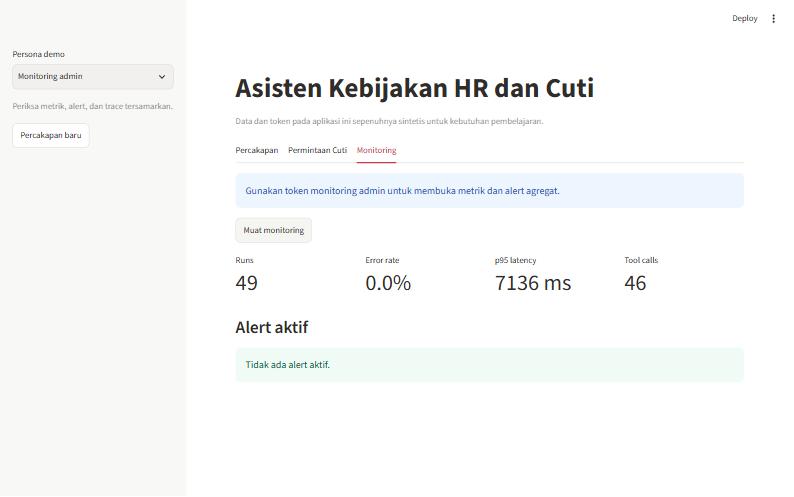 Deploy
Persona demo
Monitoring admin
Periksa metrik, alert, dan trace tersamarkan.
Percakapan baru
Asisten Kebijakan HR dan Cuti
Data dan token pada aplikasi ini sepenuhnya sintetis untuk kebutuhan pembelajaran.
Percakapan Permintaan Cuti Monitoring
Gunakan token monitoring admin untuk membuka metrik dan alert agregat.
Muat monitoring
Runs Error rate p95 latency Tool calls
49 0.0% 7136 ms 46
Alert aktif
Tidak ada alert aktif.